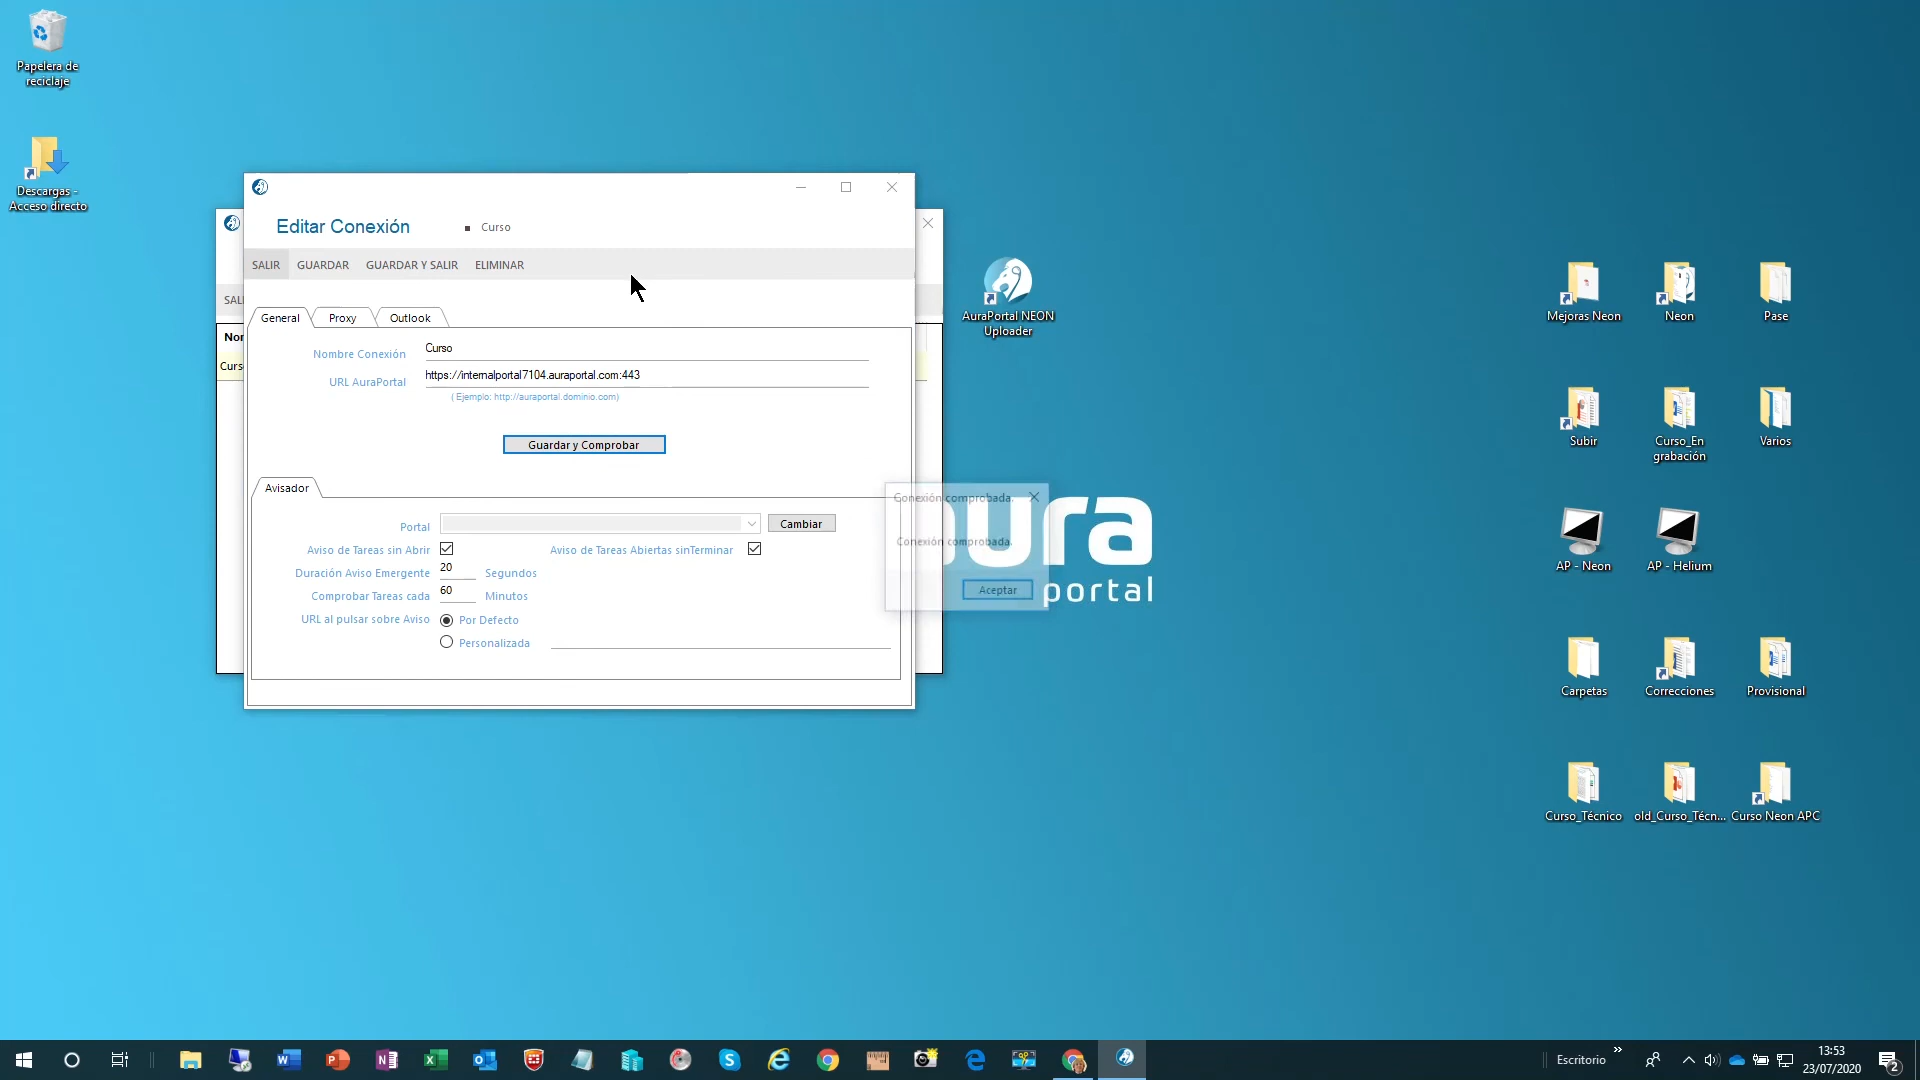 Papelera de
reciclaje
Descargas -
Acceso directo
Editar Conexión
Curso
SALIR
GUARDAR
GUARDAR Y SALIR
ELIMINAR
SALI
Nor
Curs
General
Proxy
Outlook
Nombre Conexión
Curso
URL AuraPortal
https://internalportal7104.auraportal.com:443
( Ejemplo: http://auraportal.dominio.com)
Guardar y Comprobar
Avisador
Portal
Cambiar
Aviso de Tareas sin Abrir
Aviso de Tareas Abiertas sinTerminar
Duración Aviso Emergente
20
Segundos
Comprobar Tareas cada
60
Minutos
URL al pulsar sobre Aviso
Por Defecto
Personalizada
Conexión comprobada.
Conexión comprobada.
Aceptar
ura
portal
AuraPortal NEON
Uploader
Mejoras Neon
Neon
Pase
Subir
Curso_En
grabación
Varios
AP - Neon
AP - Helium
Carpetas
Correcciones
Provisional
Curso_Técnico
old_Curso_Técn...
Curso Neon APC
Escritorio
13:53
23/07/2020
2